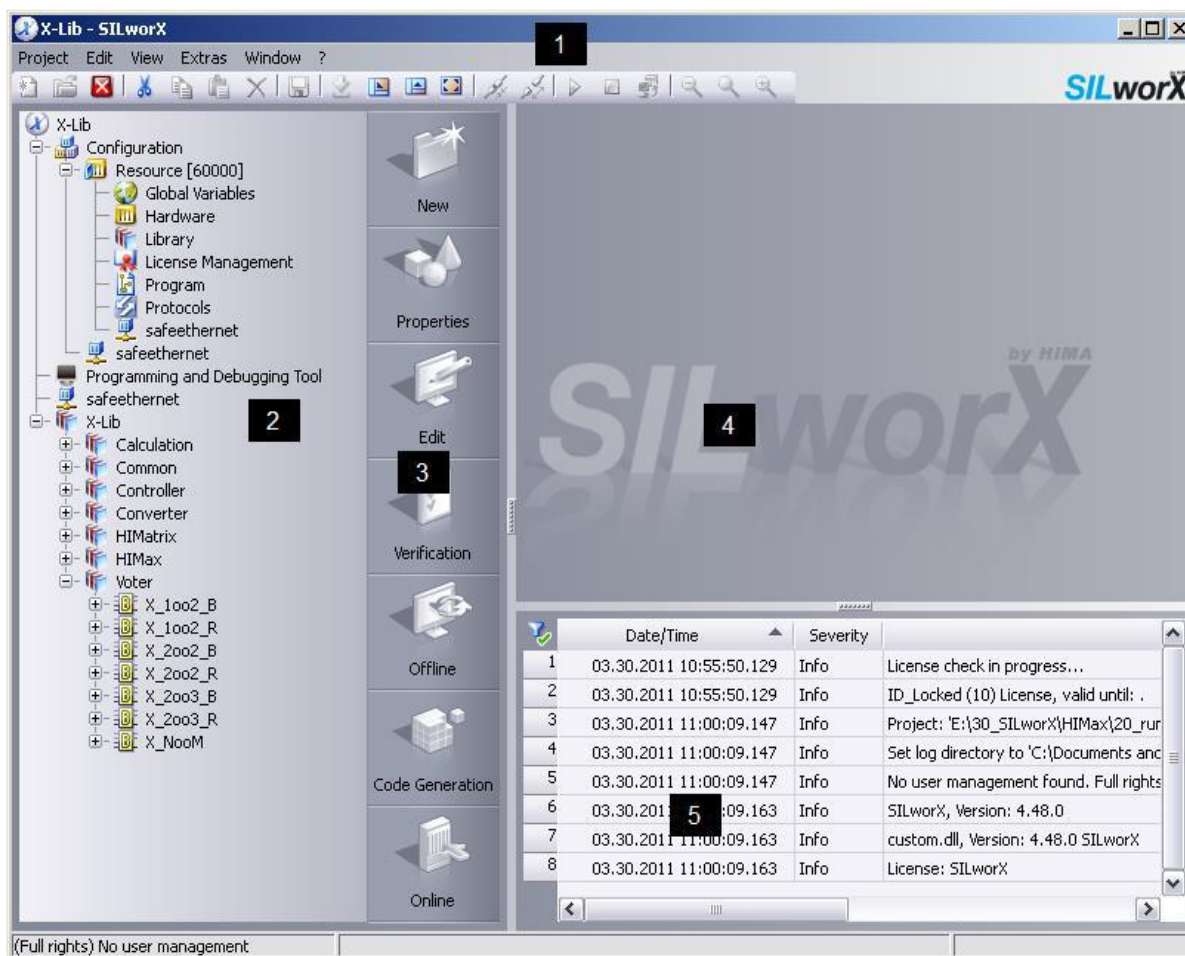 X-Lib - SILworX
Project Edit View Extras Window ?
1
SILworX
X-Lib
Configuration
Resource [60000]
Global Variables
Hardware
Library
License Management
Program
Protocols
safeethernet
safeethernet
Programming and Debugging Tool
safeethernet
X-Lib
Calculation
Common
Controller
Converter
HIMatrix
HIMax
Voter
X_1oo2_B
X_1oo2_R
X_2oo2_B
X_2oo2_R
X_2oo3_B
X_2oo3_R
X_NooM
2
New
Properties
Edit
3
Verification
Offline
Code Generation
Online
by HIMA
SILworX
4
Date/Time Severity
1 03.30.2011 10:55:50.129 Info License check in progress...
2 03.30.2011 10:55:50.129 Info ID_Locked (10) License, valid until: .
3 03.30.2011 11:00:09.147 Info Project: 'E:\30_SILworX\HIMax\20_rur
4 03.30.2011 11:00:09.147 Info Set log directory to 'C:\Documents anc
5 03.30.2011 11:00:09.147 Info No user management found. Full rights
6 03.30.201 :09.163 Info SILworX, Version: 4.48.0
5
7 03.30.2011 11:00:09.163 Info custom.dll, Version: 4.48.0 SILworX
8 03.30.2011 11:00:09.163 Info License: SILworX
(Full rights) No user management